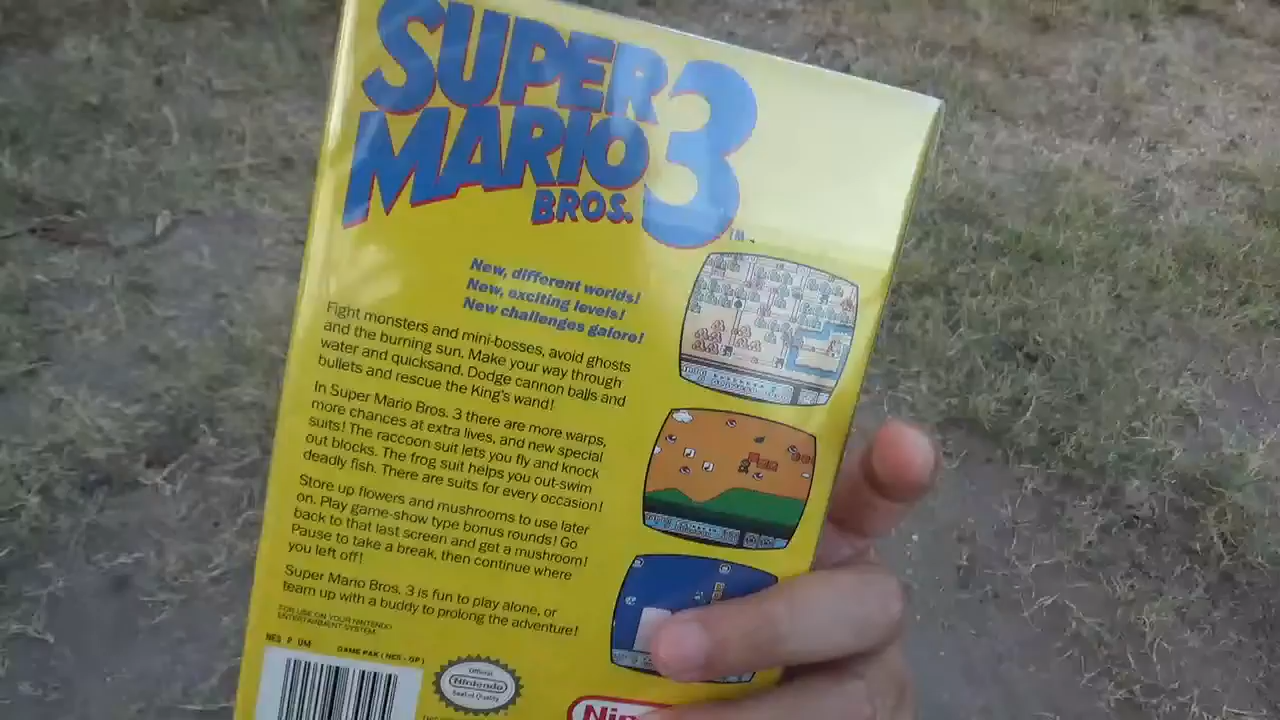 SUPER
MARIO
BROS. 3
TM
New, different worlds!
New, exciting levels!
New challenges galore!
Fight monsters and mini-bosses, avoid ghosts
and the burning sun. Make your way through
water and quicksand. Dodge cannon balls and
bullets and rescue the King's wand!
In Super Mario Bros. 3 there are more warps,
more chances at extra lives, and new special
suits! The raccoon suit lets you fly and knock
out blocks. The frog suit helps you out-swim
deadly fish. There are suits for every occasion!
Store up flowers and mushrooms to use later
on. Play game-show type bonus rounds! Go
back to that last screen and get a mushroom!
Pause to take a break, then continue where
you left off!
Super Mario Bros. 3 is fun to play alone, or
team up with a buddy to prolong the adventure!
FOR USE ON YOUR NINTENDO
ENTERTAINMENT SYSTEM
NES P UM
GAME PAK (NES-GP)
Official
Nintendo
Seal of Quality
Nin